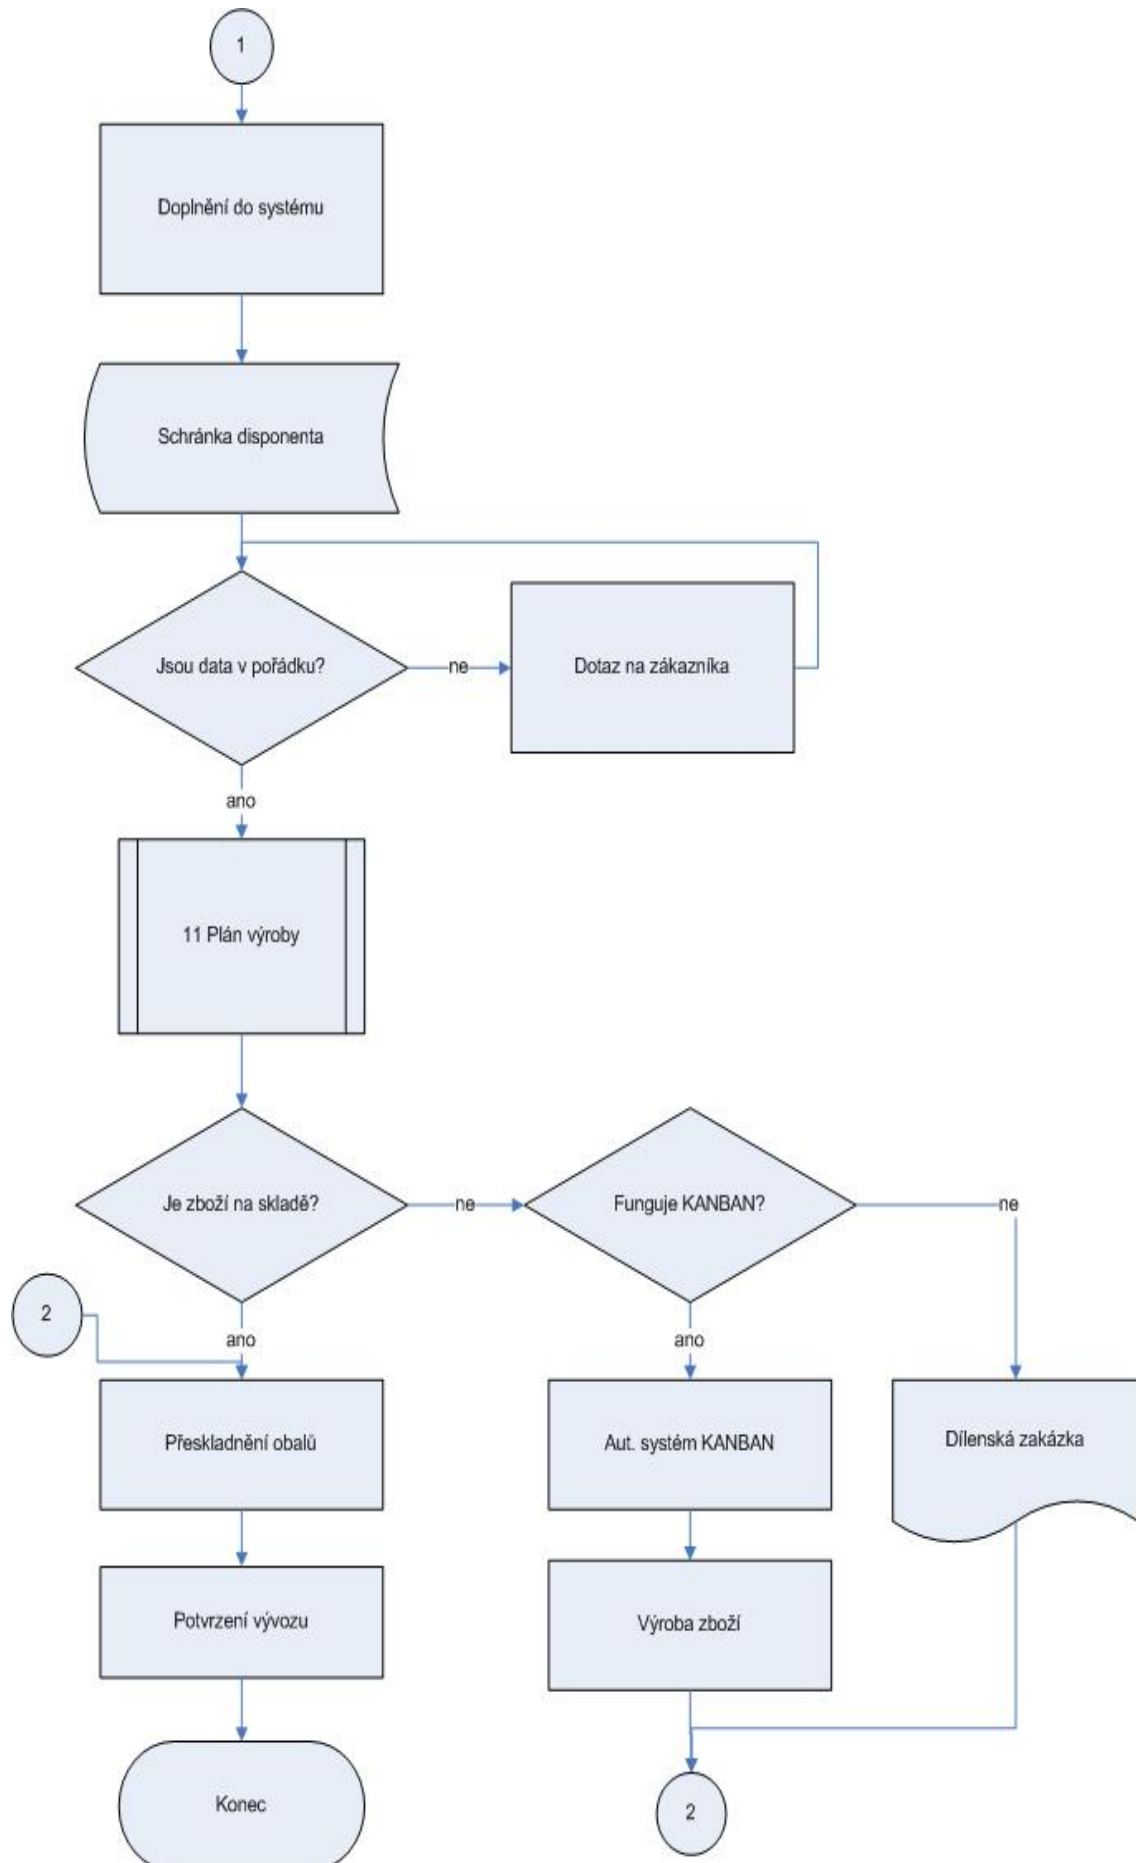 1
Doplnění do systému
Schránka disponenta
Jsou data v pořádku?
ne
Dotaz na zákazníka
ano
11 Plán výroby
Je zboží na skladě?
ne
Funguje KANBAN?
ne
2
ano
ano
Přeskladnění obalů
Aut. systém KANBAN
Dílenská zakázka
Potvrzení vývozu
Výroba zboží
Konec
2